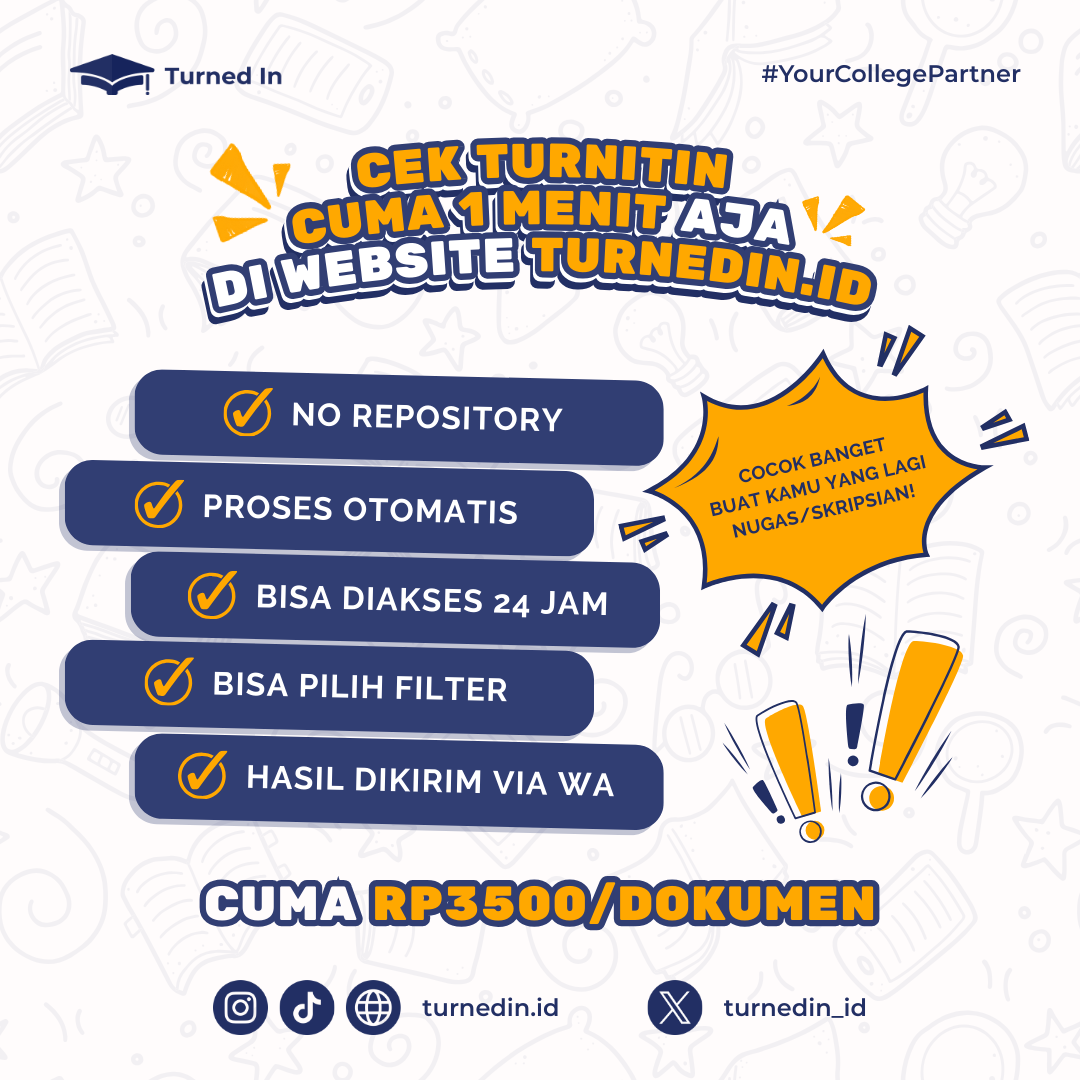 Turned In
#YourCollegePartner
CEK TURNITIN
CUMA 1 MENIT AJA
DI WEBSITE TURNEDIN.ID
NO REPOSITORY
PROSES OTOMATIS
BISA DIAKSES 24 JAM
BISA PILIH FILTER
HASIL DIKIRIM VIA WA
COCOK BANGET
BUAT KAMU YANG LAGI
NUGAS/SKRIPSIAN!
CUMA RP3500/DOKUMEN
turnedin.id
turnedin_id